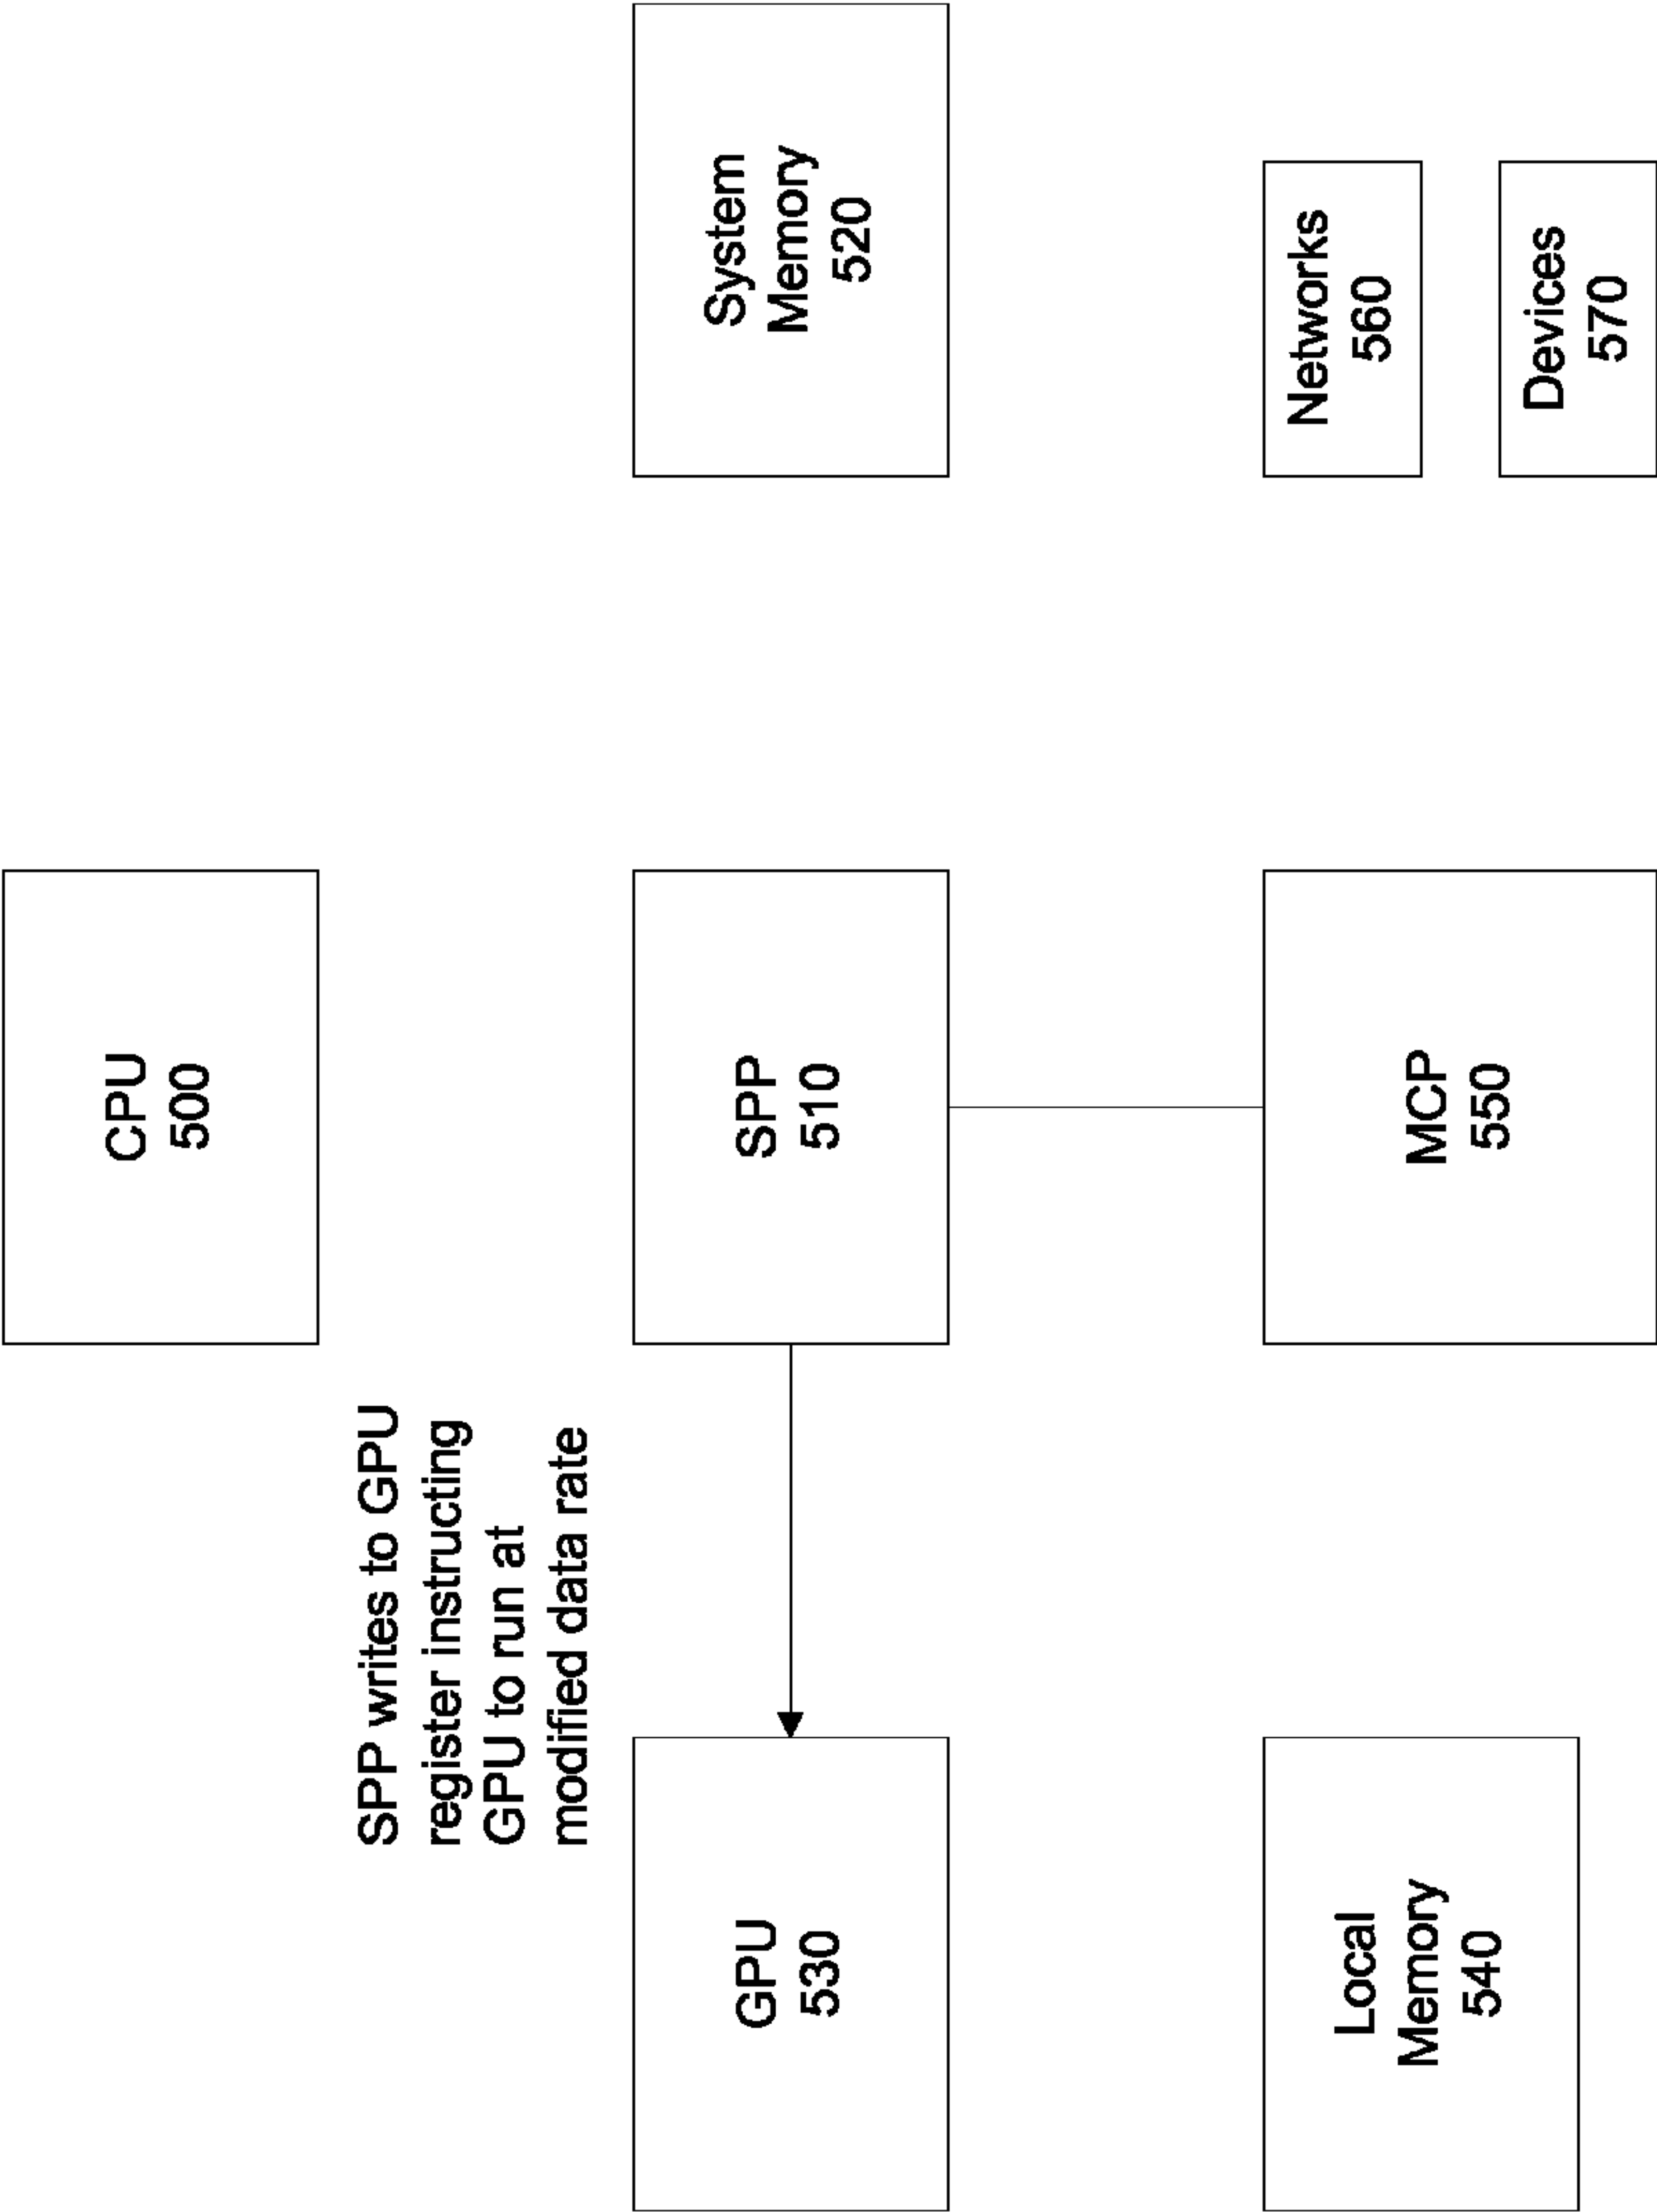 CPU
500
SPP writes to GPU
register instructing
GPU to run at
modified data rate
GPU
530
SPP
510
System
Memory
520
Local
Memory
540
MCP
550
Networks
560
Devices
570